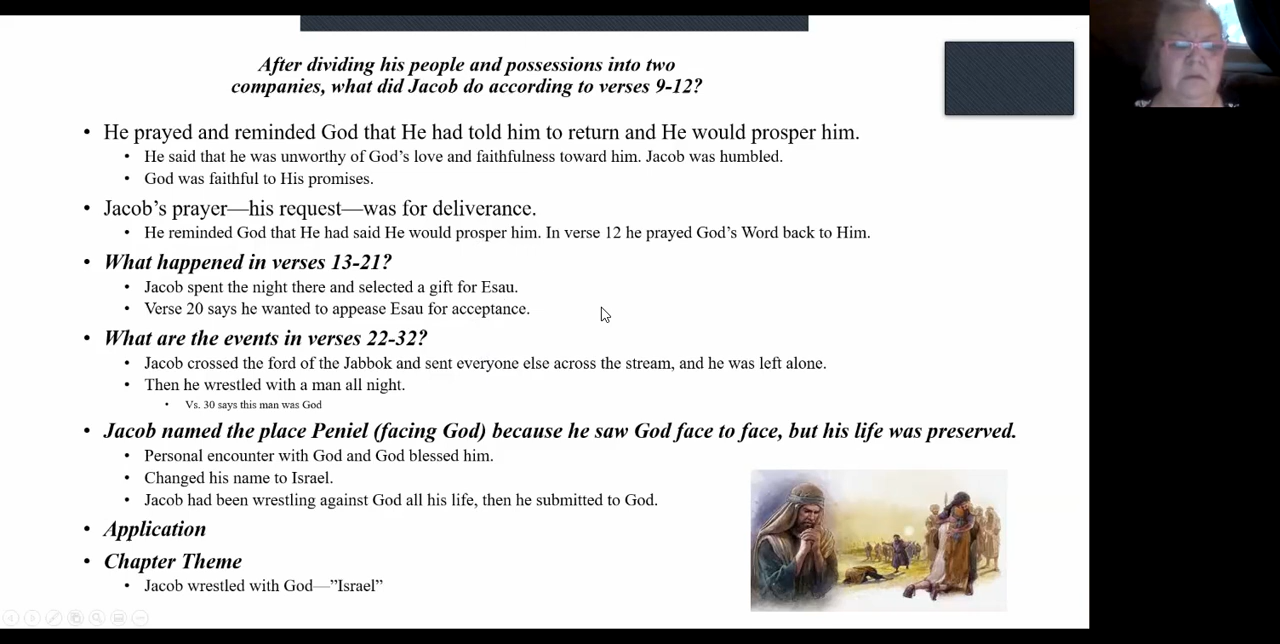 After dividing his people and possessions into two
companies, what did Jacob do according to verses 9-12?
• He prayed and reminded God that He had told him to return and He would prosper him.
• He said that he was unworthy of God’s love and faithfulness toward him. Jacob was humbled.
• God was faithful to His promises.
• Jacob’s prayer—his request—was for deliverance.
• He reminded God that He had said He would prosper him. In verse 12 he prayed God’s Word back to Him.
• What happened in verses 13-21?
• Jacob spent the night there and selected a gift for Esau.
• Verse 20 says he wanted to appease Esau for acceptance.
• What are the events in verses 22-32?
• Jacob crossed the ford of the Jabbok and sent everyone else across the stream, and he was left alone.
• Then he wrestled with a man all night.
• Vs. 30 says this man was God
• Jacob named the place Peniel (facing God) because he saw God face to face, but his life was preserved.
• Personal encounter with God and God blessed him.
• Changed his name to Israel.
• Jacob had been wrestling against God all his life, then he submitted to God.
• Application
• Chapter Theme
• Jacob wrestled with God—”Israel”